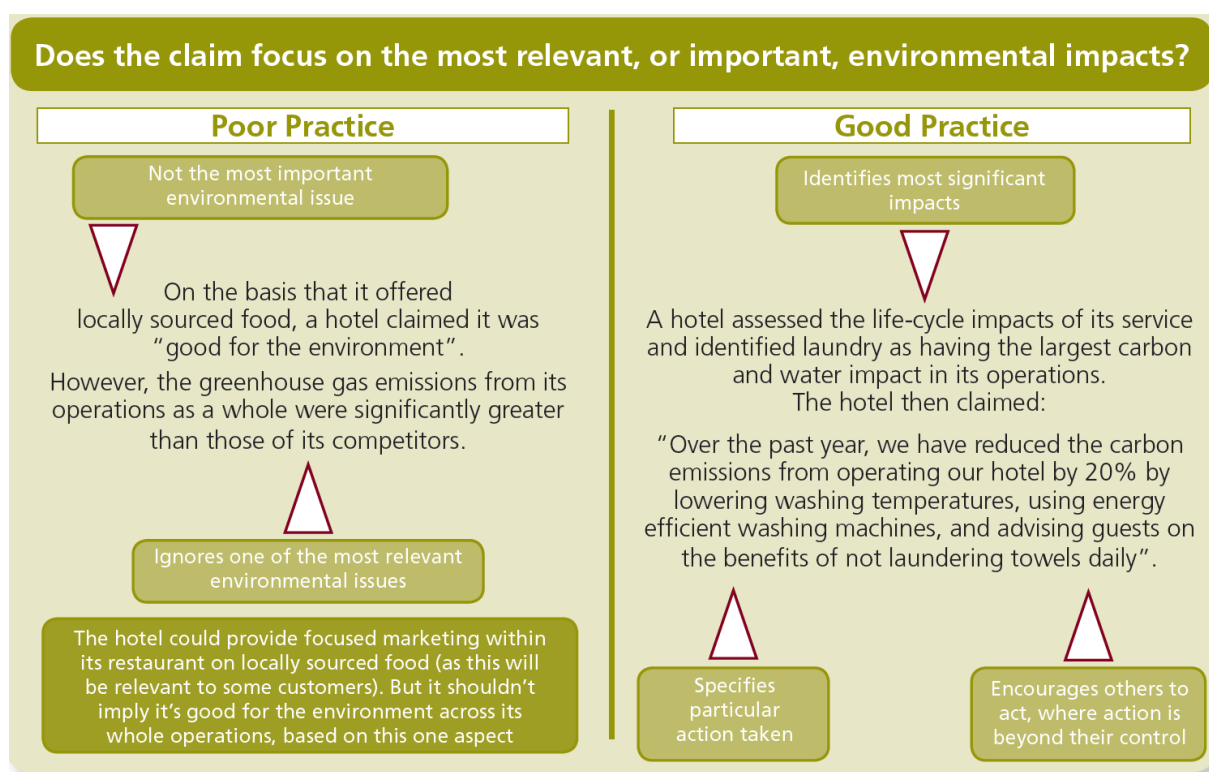 Does the claim focus on the most relevant, or important, environmental impacts?
Poor Practice
Not the most important
environmental issue
On the basis that it offered
locally sourced food, a hotel claimed it was
“good for the environment”.
However, the greenhouse gas emissions from its
operations as a whole were significantly greater
than those of its competitors.
Ignores one of the most relevant
environmental issues
The hotel could provide focused marketing within
its restaurant on locally sourced food (as this will
be relevant to some customers). But it shouldn’t
imply it’s good for the environment across its
whole operations, based on this one aspect
Good Practice
Identifies most significant
impacts
A hotel assessed the life-cycle impacts of its service
and identified laundry as having the largest carbon
and water impact in its operations.
The hotel then claimed:
“Over the past year, we have reduced the carbon
emissions from operating our hotel by 20% by
lowering washing temperatures, using energy
efficient washing machines, and advising guests on
the benefits of not laundering towels daily”.
Specifies
particular
action taken
Encourages others to
act, where action is
beyond their control